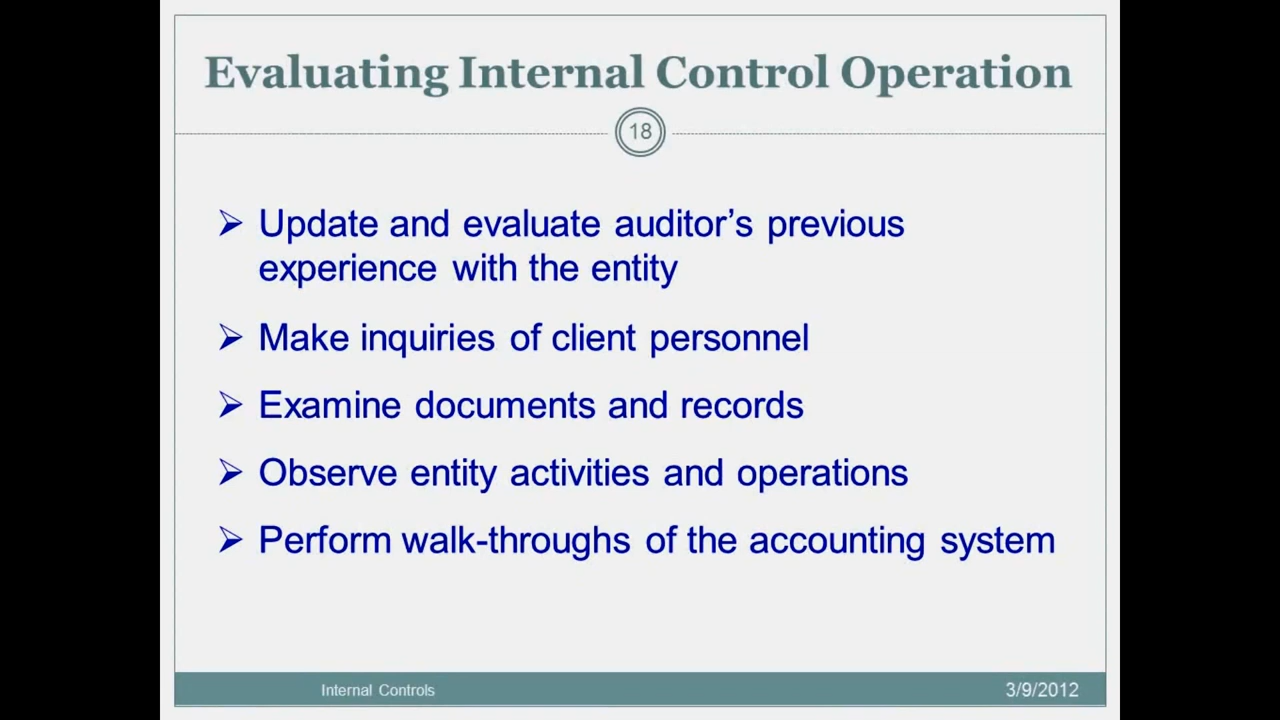 Evaluating Internal Control Operation
18
➢ Update and evaluate auditor’s previous
experience with the entity
➢ Make inquiries of client personnel
➢ Examine documents and records
➢ Observe entity activities and operations
➢ Perform walk-throughs of the accounting system
Internal Controls
3/9/2012